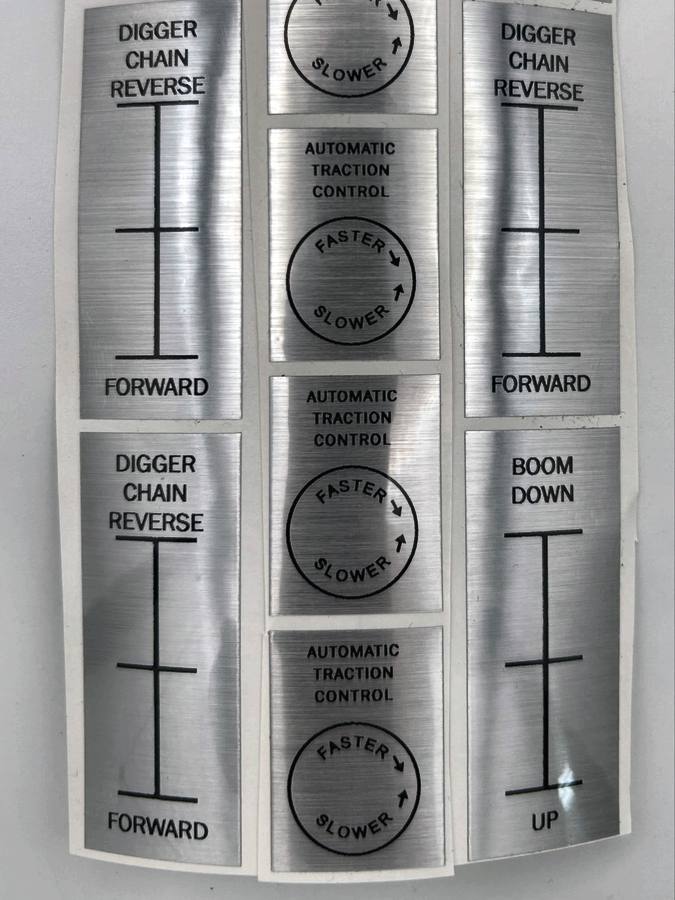 DIGGER
CHAIN
REVERSE
FORWARD
DIGGER
CHAIN
REVERSE
FORWARD
FASTER
SLOWER
AUTOMATIC
TRACTION
CONTROL
FASTER
SLOWER
AUTOMATIC
TRACTION
CONTROL
FASTER
SLOWER
AUTOMATIC
TRACTION
CONTROL
FASTER
SLOWER
DIGGER
CHAIN
REVERSE
FORWARD
BOOM
DOWN
UP